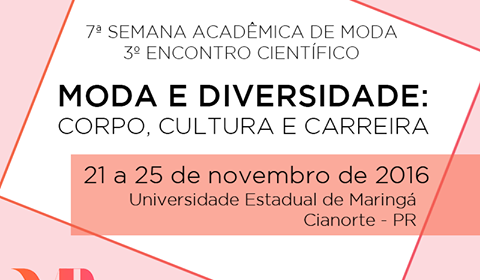 7ª SEMANA ACADÊMICA DE MODA
3º ENCONTRO CIENTÍFICO
MODA E DIVERSIDADE:
CORPO, CULTURA E CARREIRA
21 a 25 de novembro de 2016
Universidade Estadual de Maringá
Cianorte - PR